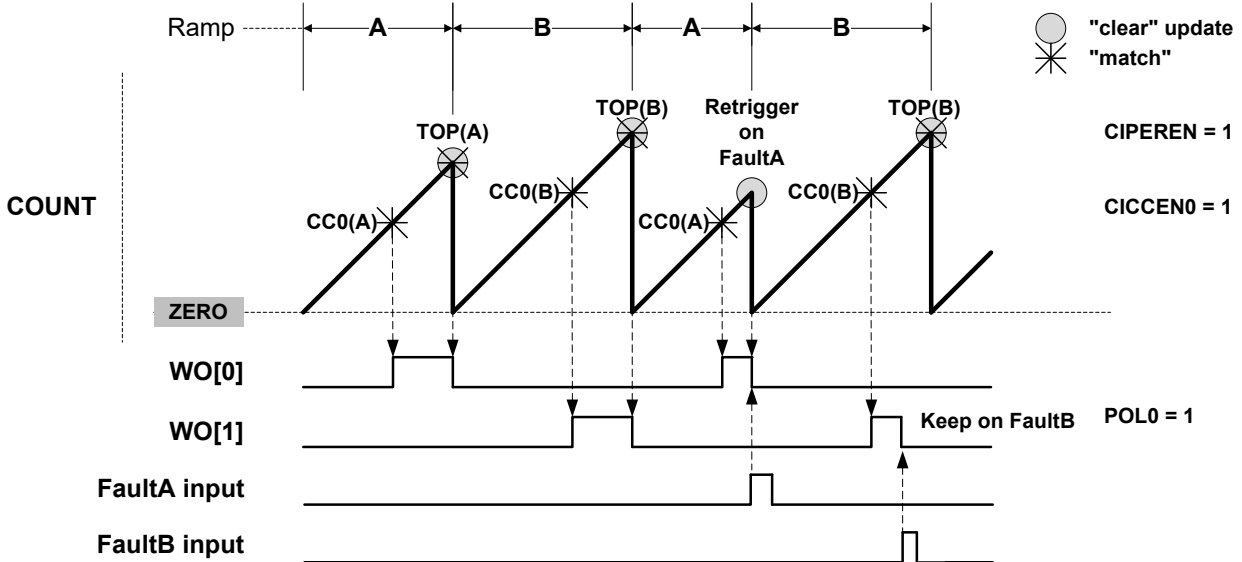 Ramp
A
B
A
B
"clear" update
"match"
TOP(A)
TOP(B)
Retrigger
on
FaultA
TOP(B)
CIPEREN = 1
COUNT
CC0(A)
CC0(B)
CC0(A)
CC0(B)
CICCEN0 = 1
ZERO
WO[0]
WO[1]
Keep on FaultB
POL0 = 1
FaultA input
FaultB input